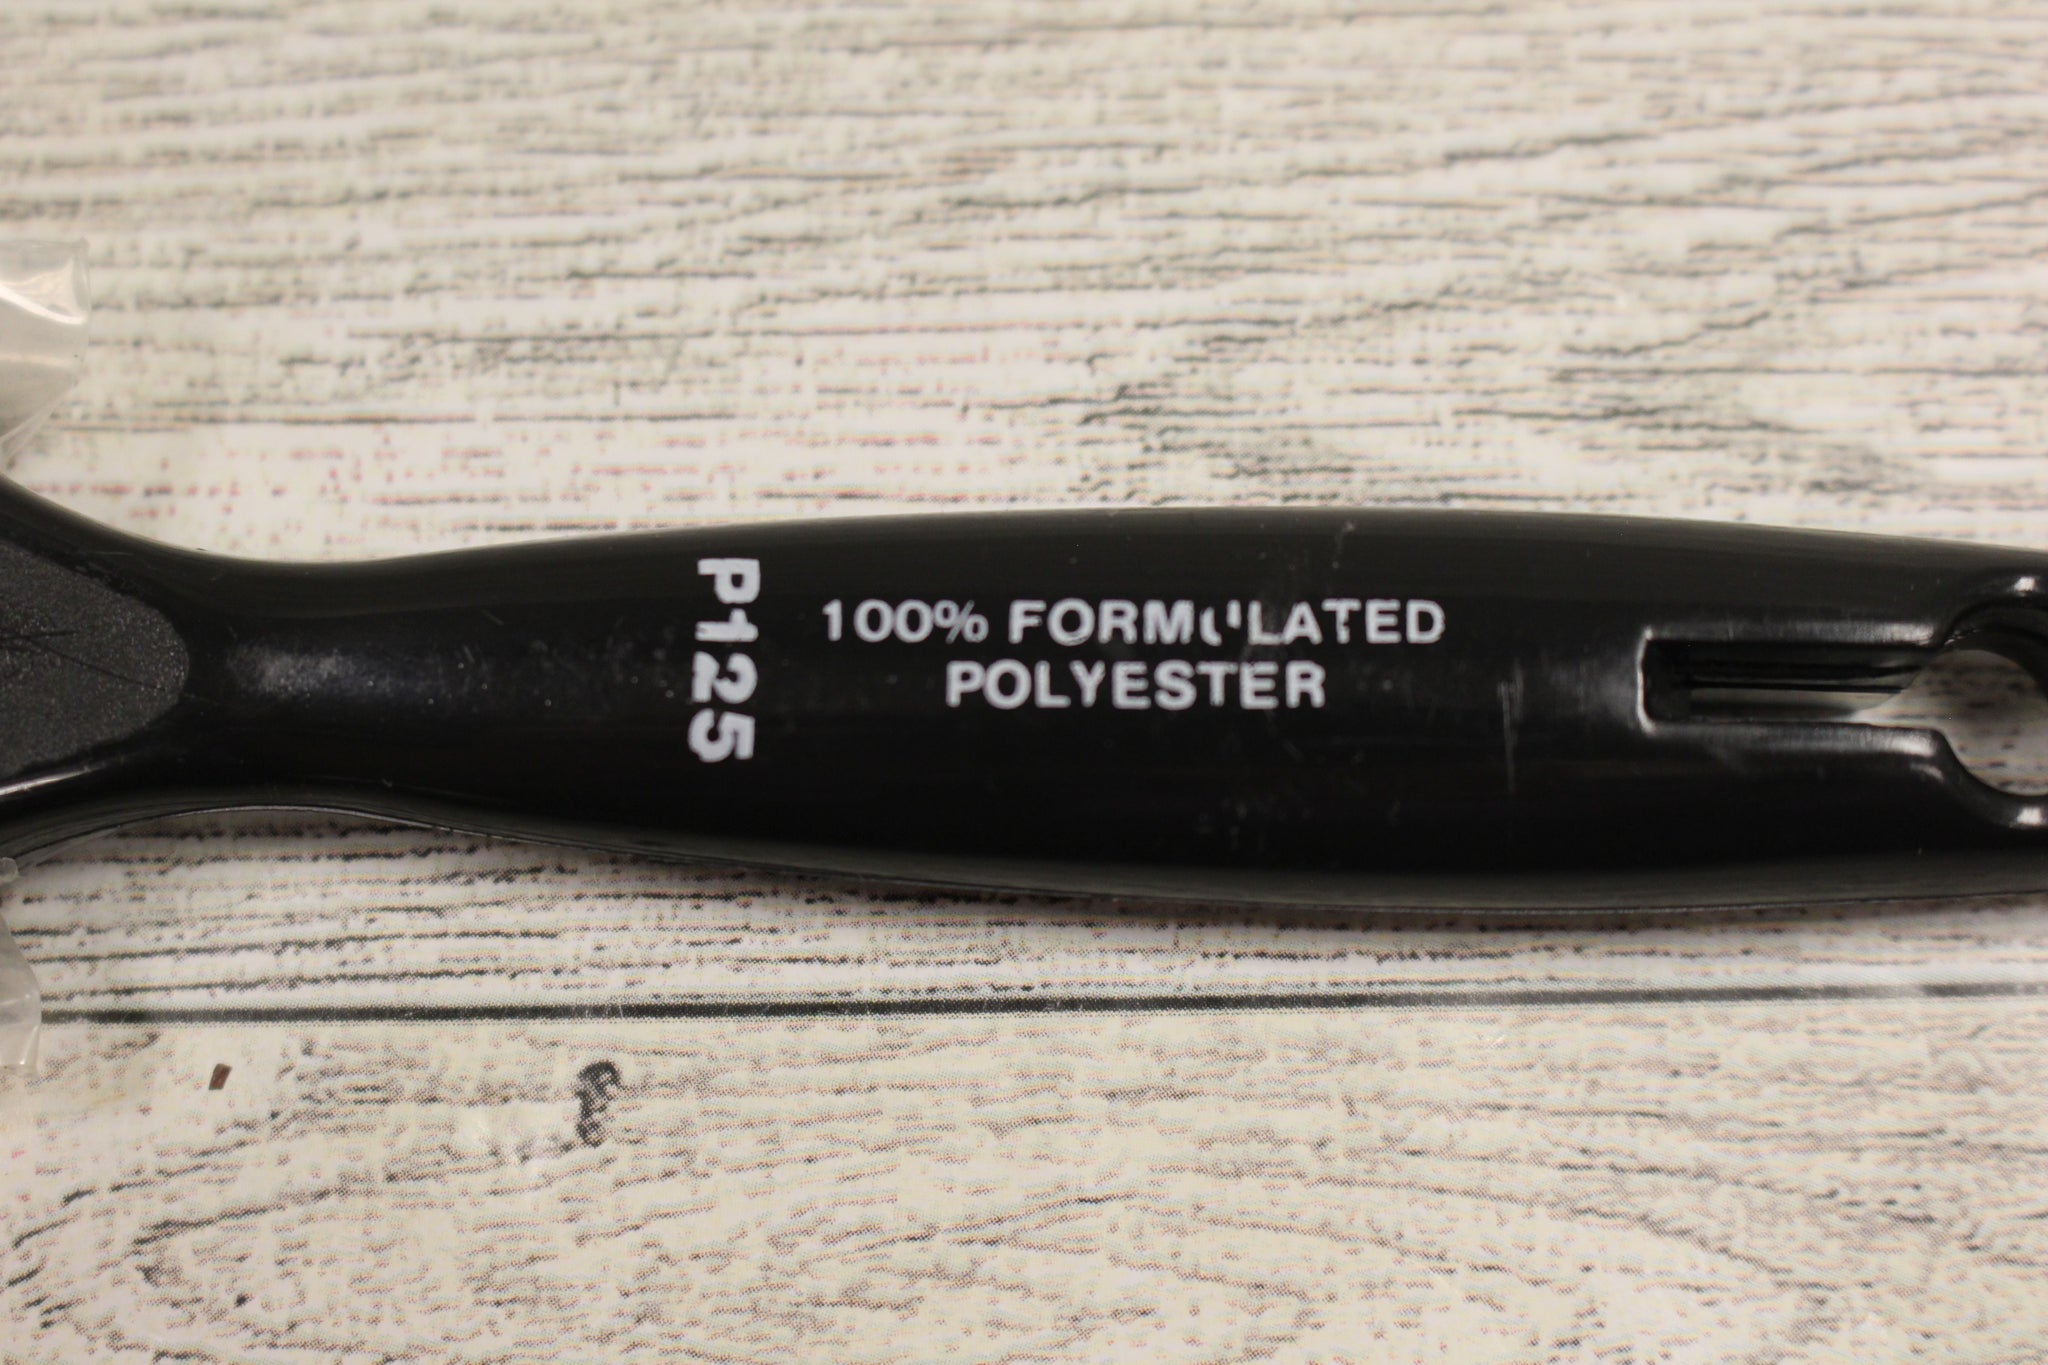 P125
100% FORMULATED
POLYESTER